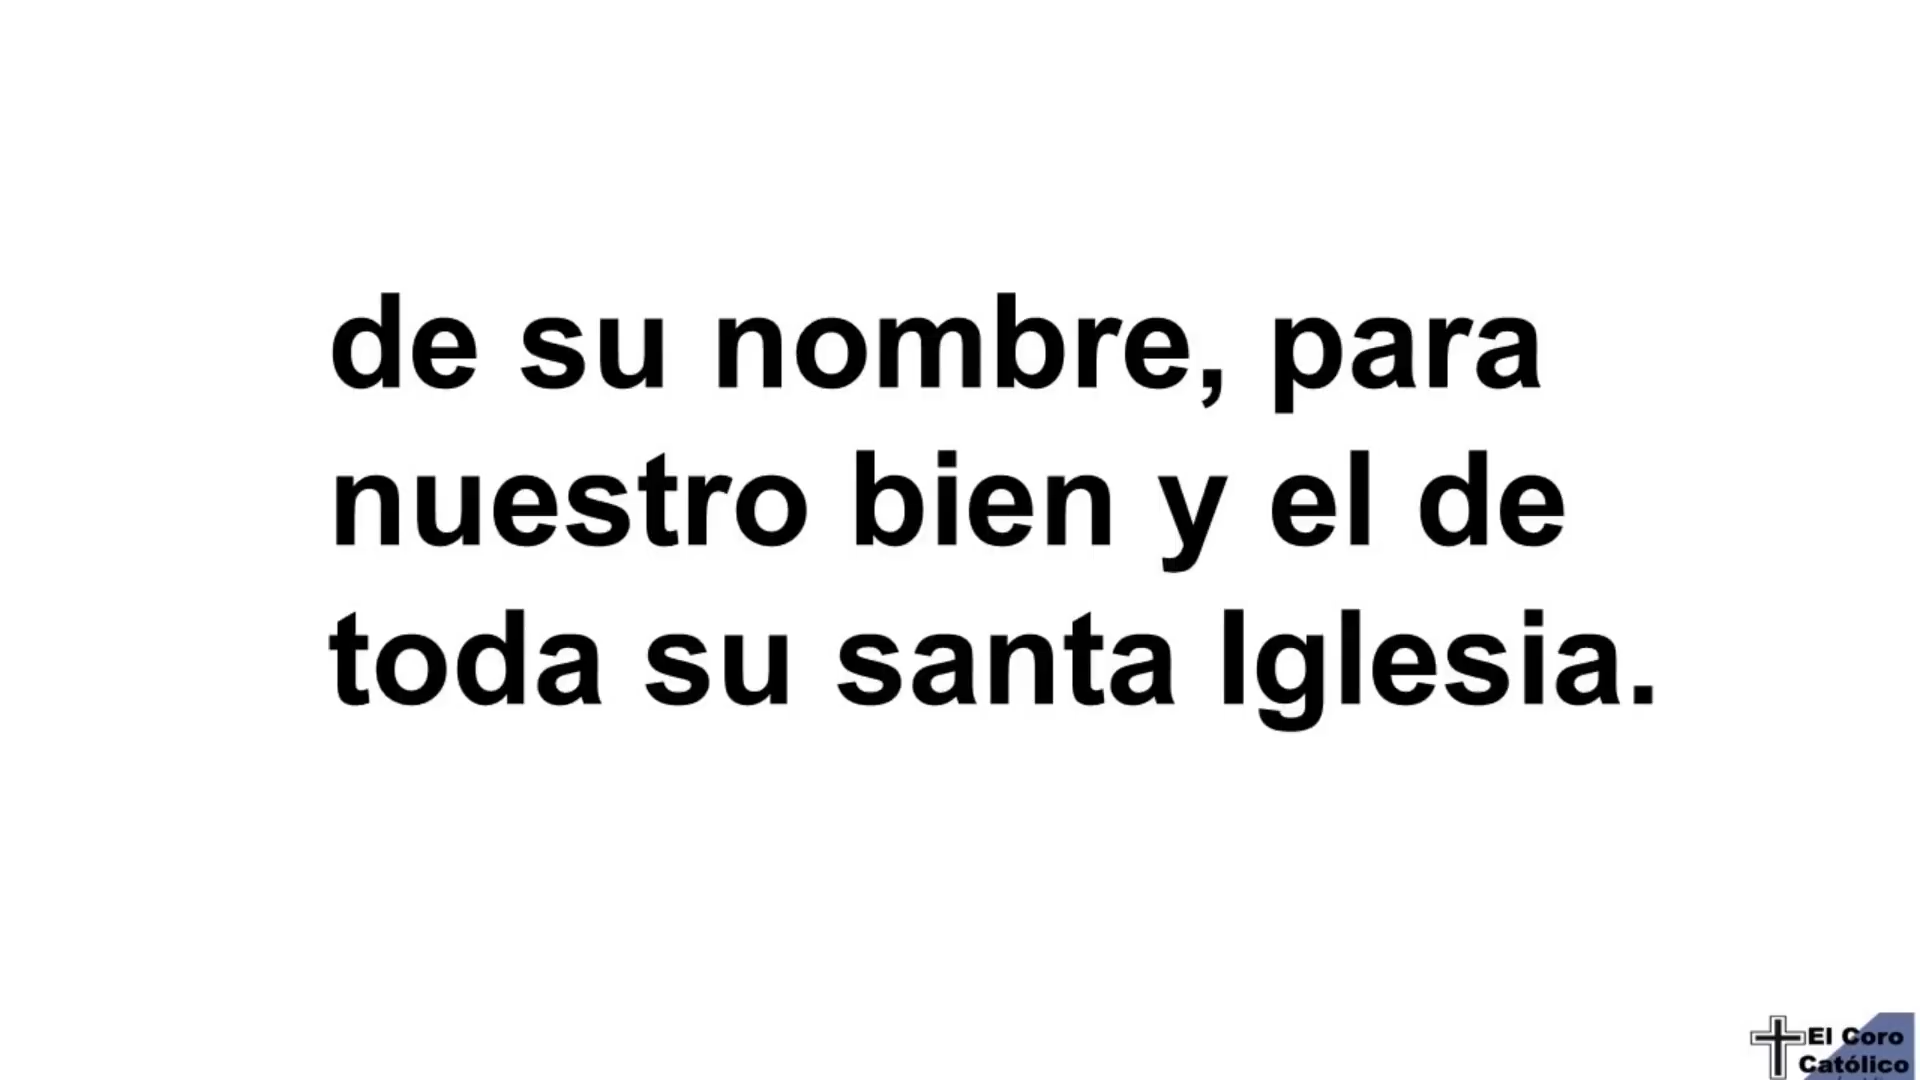 de su nombre, para
nuestro bien y el de
toda su santa Iglesia.
El Coro
Católico